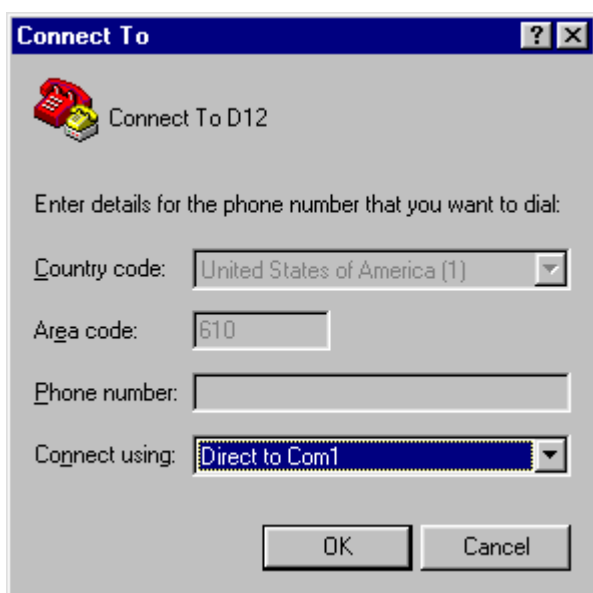 Connect To
Connect To D12
Enter details for the phone number that you want to dial:
Country code: United States of America (1)
Area code: 610
Phone number:
Connect using: Direct to Com1
OK Cancel